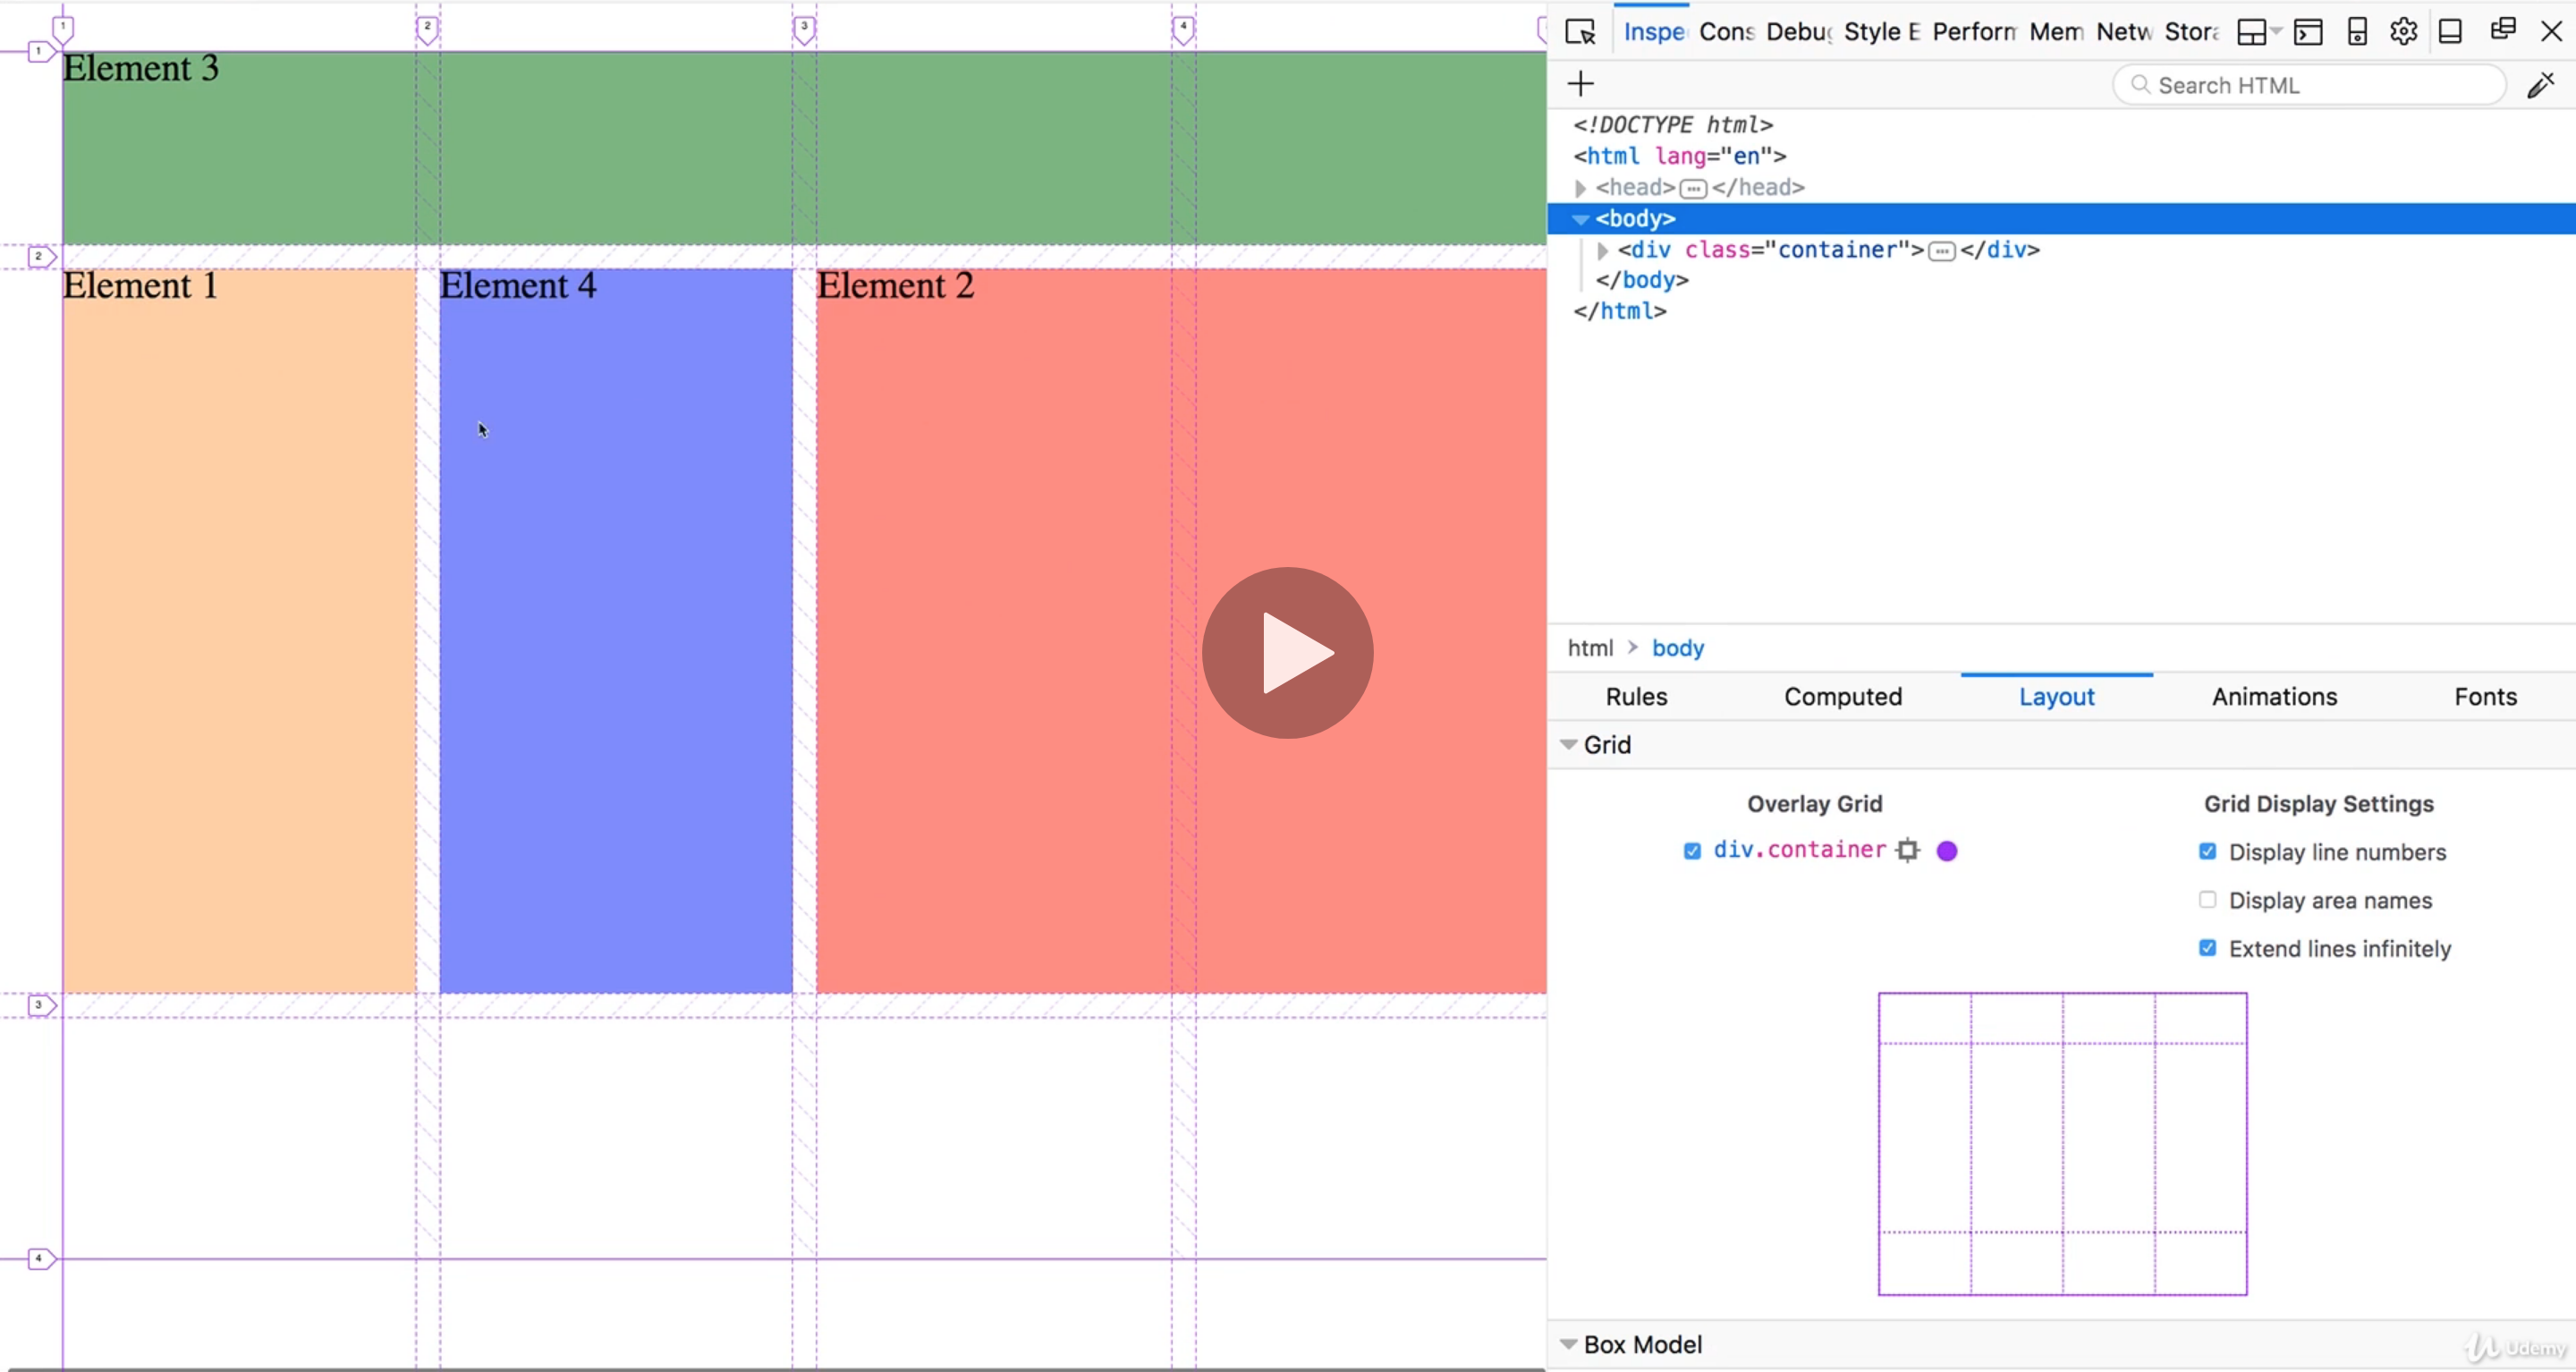 1 2 3 4
1
Element 3
2
Element 1 Element 4 Element 2
3
4
Inspe Cons Debug Style E Perform Mem Netw Stora
Search HTML
<!DOCTYPE html>
<html lang="en">
<head>…</head>
<body>
<div class="container">…</div>
</body>
</html>
html > body
Rules Computed Layout Animations Fonts
Grid
Overlay Grid Grid Display Settings
div.container Display line numbers
Display area names
Extend lines infinitely
Box Model
Udemy